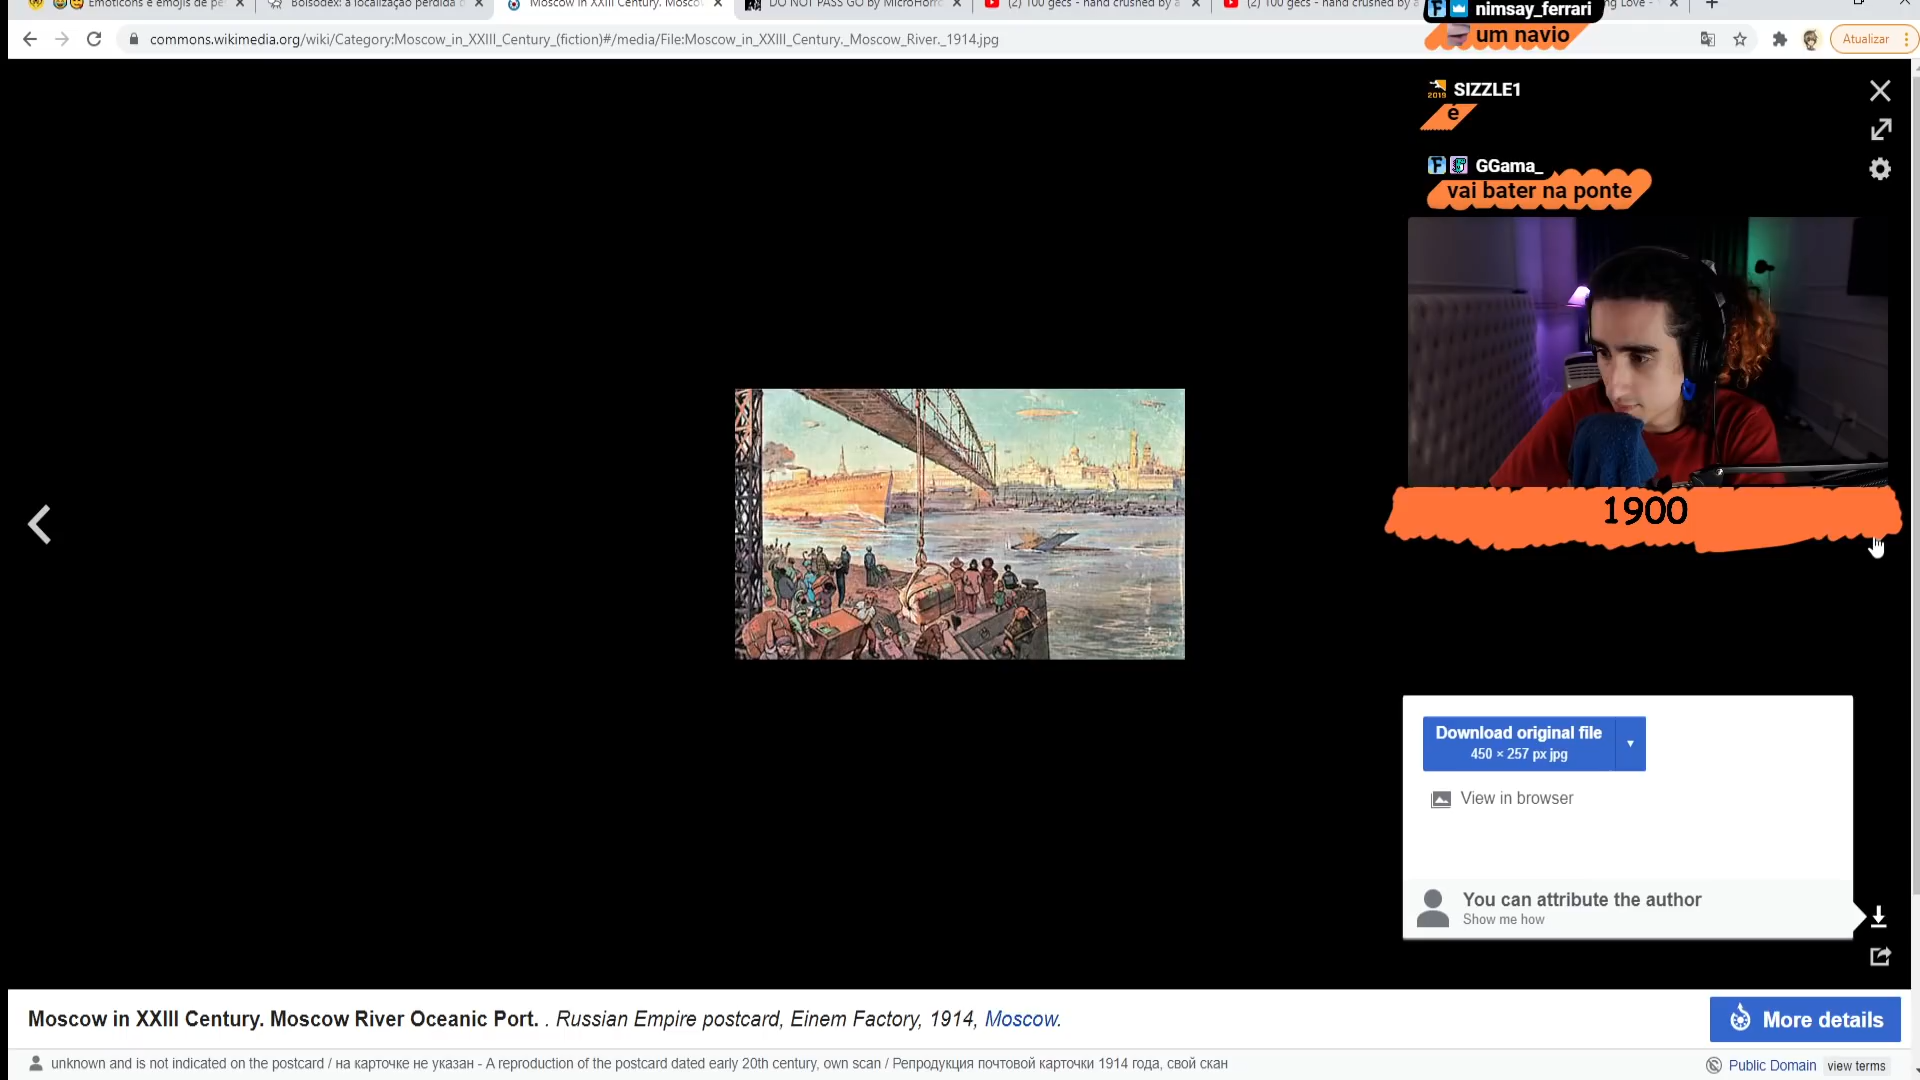 Emoticons e emojis de pe
Bolsodex: a localização perdida d
Moscow in XXIII Century. Mosco
DO NOT PASS GO by MicroHorro
(2) 100 gecs - hand crushed by a
(2) 100 gecs - hand crushed by a
ng Love -
commons.wikimedia.org/wiki/Category:Moscow_in_XXIII_Century_(fiction)#/media/File:Moscow_in_XXIII_Century._Moscow_River._1914.jpg
Atualizar
nimsay_ferrari
um navio
2019 SIZZLE1
é
GGama_
vai bater na ponte
1900
Download original file
450 × 257 px jpg
View in browser
You can attribute the author
Show me how
Moscow in XXIII Century. Moscow River Oceanic Port. . Russian Empire postcard, Einem Factory, 1914, Moscow.
More details
unknown and is not indicated on the postcard / на карточке не указан - A reproduction of the postcard dated early 20th century, own scan / Репродукция почтовой карточки 1914 года, свой скан
Public Domain view terms